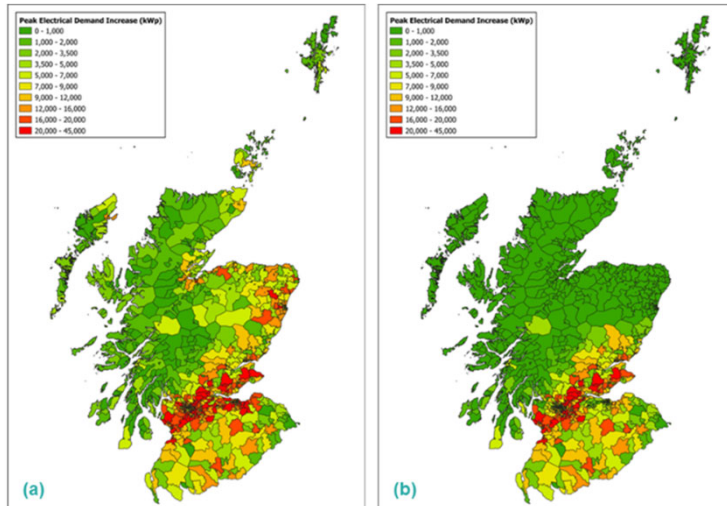 Peak Electrical Demand Increase (kWp)
0 - 1,000
1,000 - 2,000
2,000 - 3,500
3,500 - 5,000
5,000 - 7,000
7,000 - 9,000
9,000 - 12,000
12,000 - 16,000
16,000 - 20,000
20,000 - 45,000
(a)
Peak Electrical Demand Increase (kWp)
0 - 1,000
1,000 - 2,000
2,000 - 3,500
3,500 - 5,000
5,000 - 7,000
7,000 - 9,000
9,000 - 12,000
12,000 - 16,000
16,000 - 20,000
20,000 - 45,000
(b)